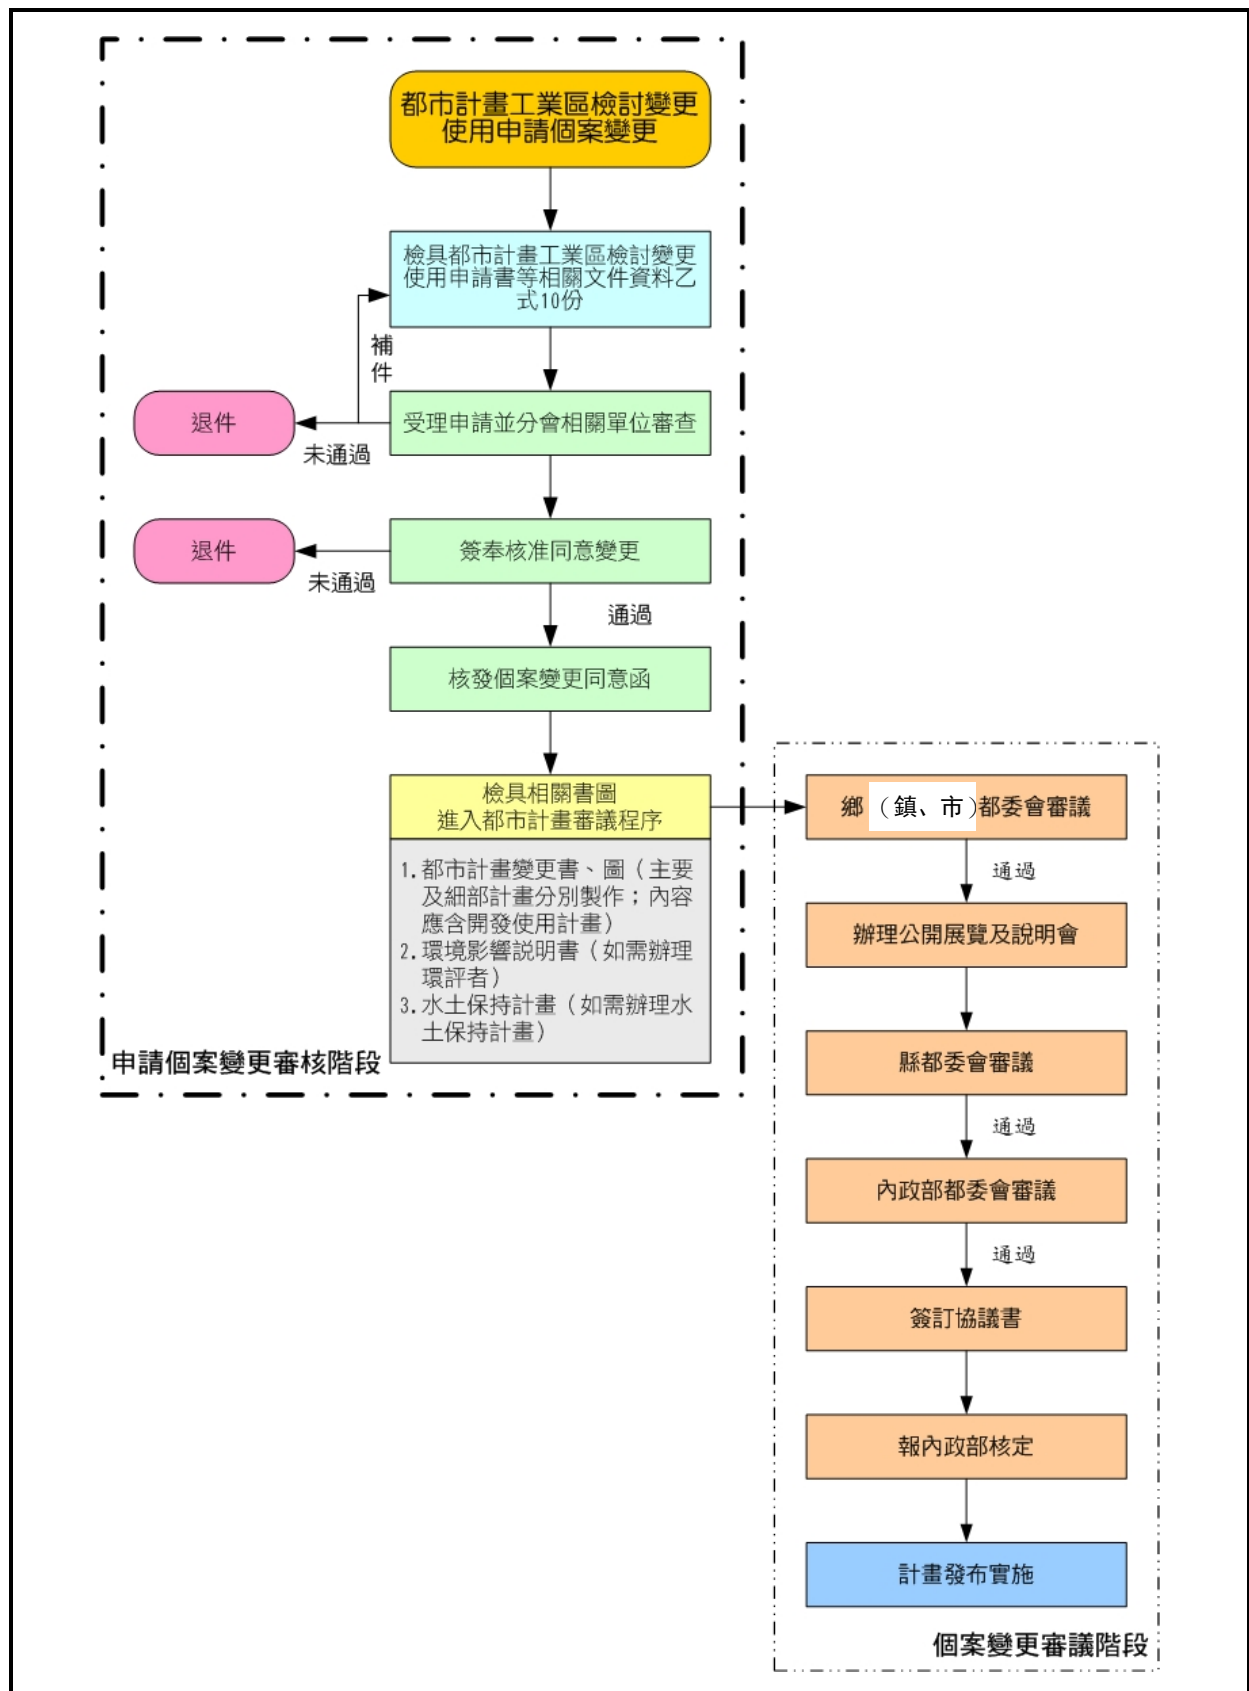 都市計畫工業區檢討變更
使用申請個案變更
檢具都市計畫工業區檢討變更
使用申請書等相關文件資料乙
式10份
補
件
受理申請並分會相關單位審查
退件
未通過
簽奉核准同意變更
退件
未通過
通過
核發個案變更同意函
檢具相關書圖
進入都市計畫審議程序
1.都市計畫變更書、圖（主要
及細部計畫分別製作；內容
應含開發使用計畫）
2.環境影響說明書（如需辦理
環評者）
3.水土保持計畫（如需辦理水
土保持計畫）
申請個案變更審核階段
鄉（鎮、市)都委會審議
通過
辦理公開展覽及說明會
縣都委會審議
通過
內政部都委會審議
通過
簽訂協議書
報內政部核定
計畫發布實施
個案變更審議階段